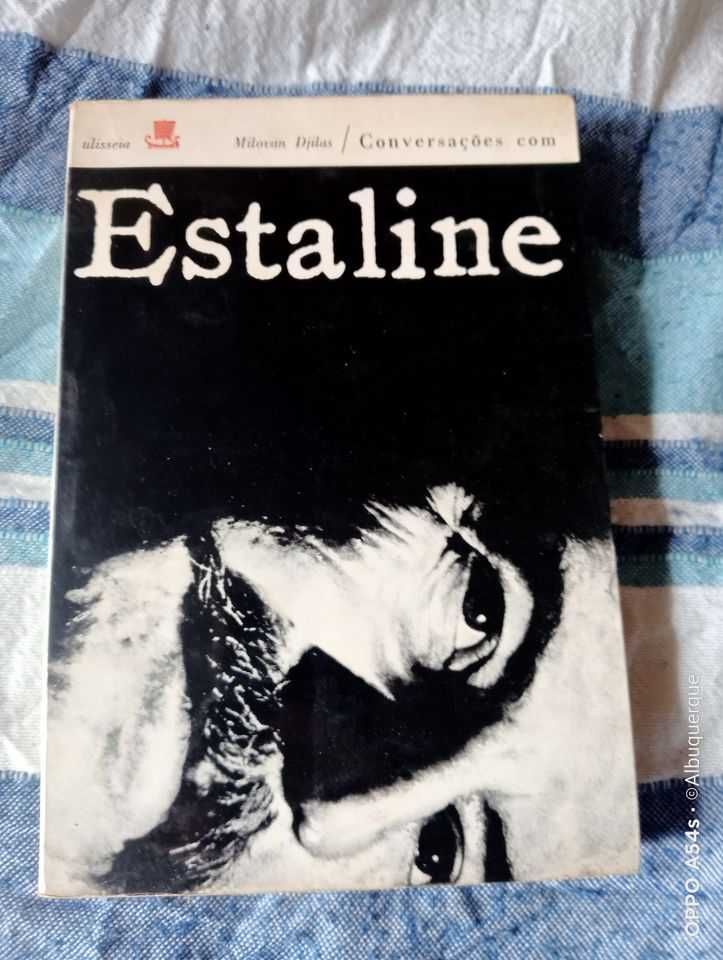 ulisseia Milovan Djilas / Conversações com
Estaline
OPPO A54s · ©Albuquerque